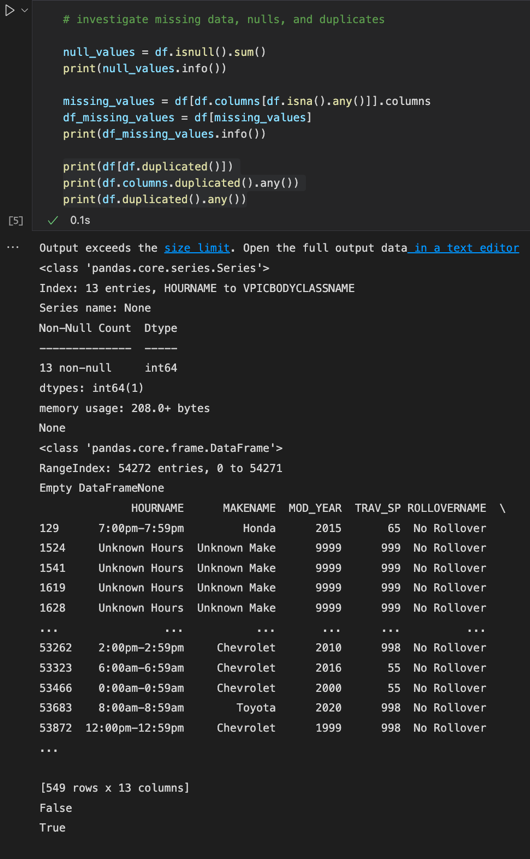 # investigate missing data, nulls, and duplicates
null_values = df.isnull().sum()
print(null_values.info())
missing_values = df[df.columns[df.isna().any()]].columns
df_missing_values = df[missing_values]
print(df_missing_values.info())
print(df[df.duplicated()])
print(df.columns.duplicated().any())
print(df.duplicated().any())
[5] 0.1s
... Output exceeds the size limit. Open the full output data in a text editor
<class 'pandas.core.series.Series'>
Index: 13 entries, HOURNAME to VPICBODYCLASSNAME
Series name: None
Non-Null Count  Dtype
--------------  -----
13 non-null     int64
dtypes: int64(1)
memory usage: 208.0+ bytes
None
<class 'pandas.core.frame.DataFrame'>
RangeIndex: 54272 entries, 0 to 54271
Empty DataFrameNone
HOURNAME MAKENAME MOD_YEAR TRAV_SP ROLLOVERNAME \
129 7:00pm-7:59pm Honda 2015 65 No Rollover
1524 Unknown Hours Unknown Make 9999 999 No Rollover
1541 Unknown Hours Unknown Make 9999 999 No Rollover
1619 Unknown Hours Unknown Make 9999 999 No Rollover
1628 Unknown Hours Unknown Make 9999 999 No Rollover
... ... ... ... ... ...
53262 2:00pm-2:59pm Chevrolet 2010 998 No Rollover
53323 6:00am-6:59am Chevrolet 2016 55 No Rollover
53466 0:00am-0:59am Chevrolet 2000 55 No Rollover
53683 8:00am-8:59am Toyota 2020 998 No Rollover
53872 12:00pm-12:59pm Chevrolet 1999 998 No Rollover
...
[549 rows x 13 columns]
False
True